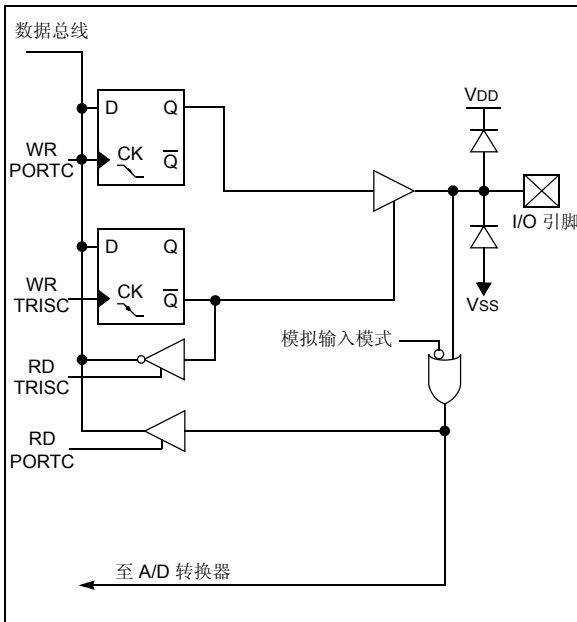 数据总线
D Q
WR
PORTC
CK
Q̅
VDD
I/O 引脚
D Q
WR
TRISC
CK
Q̅
VSS
模拟输入模式
RD
TRISC
RD
PORTC
至 A/D 转换器